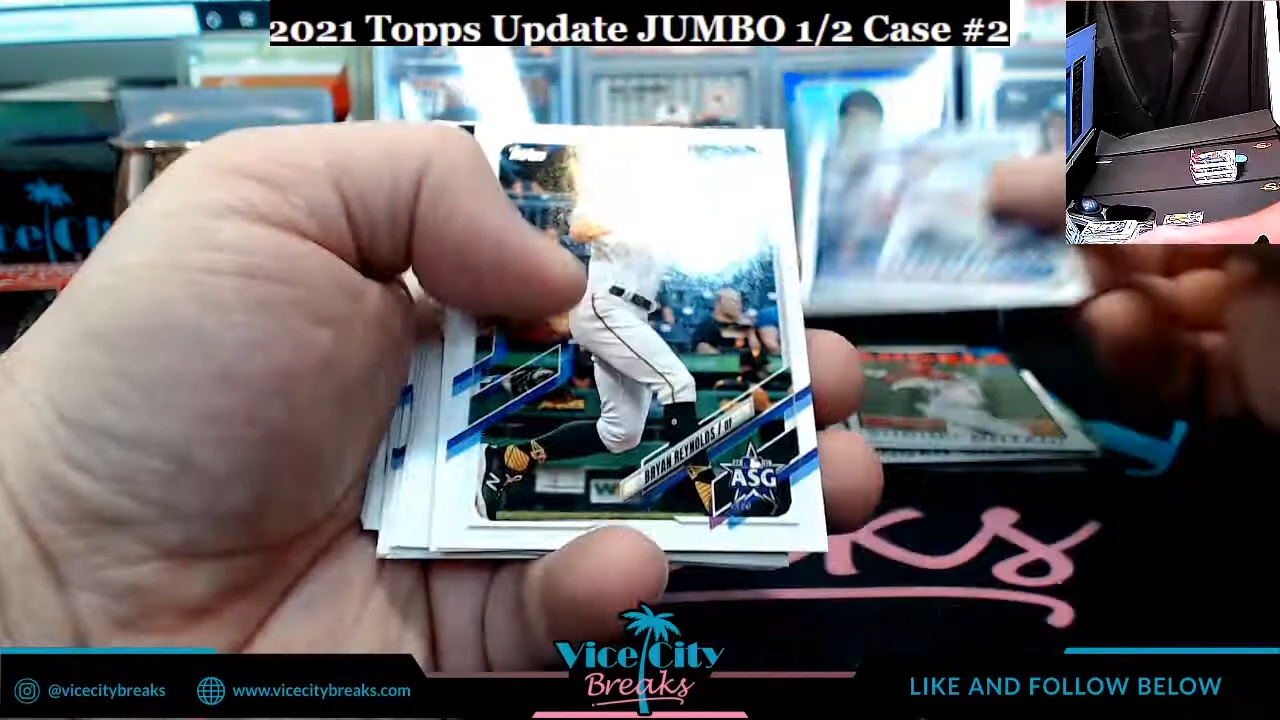 2021 Topps Update JUMBO 1/2 Case #2
Topps
BRYAN REYNOLDS / OF
ASG
Vice City
Breaks
@vicecitybreaks
www.vicecitybreaks.com
LIKE AND FOLLOW BELOW